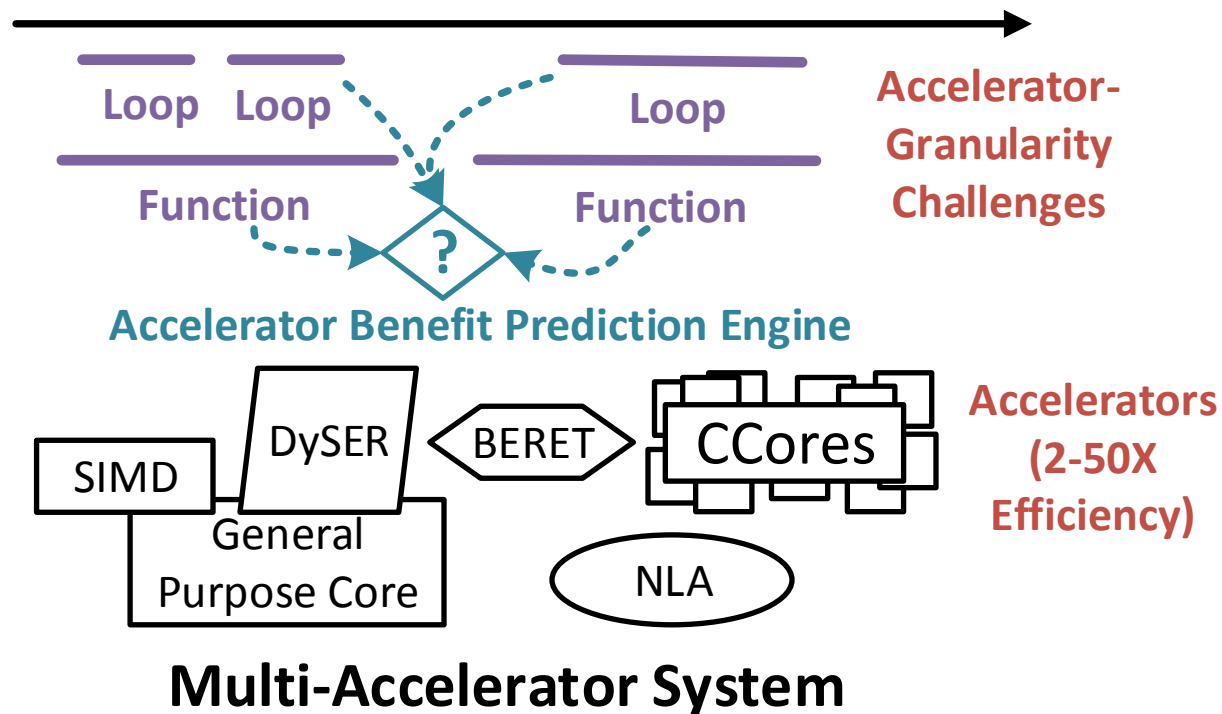 Loop Loop Loop
Accelerator-
Granularity
Challenges
Function Function
?
Accelerator Benefit Prediction Engine
SIMD DySER BERET CCores
General
Purpose Core
NLA
Accelerators
(2-50X
Efficiency)
Multi-Accelerator System